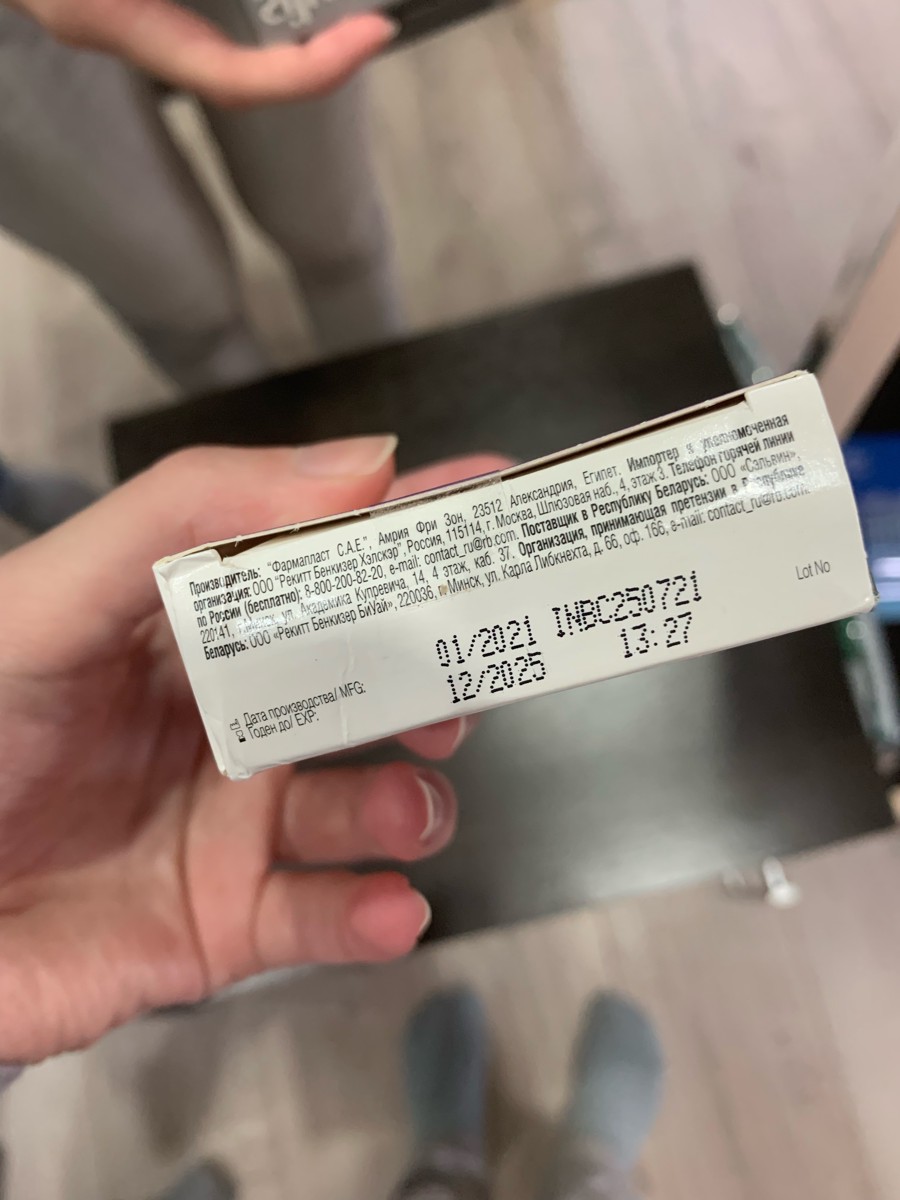 Производитель: "Фармапласт С.А.Е.", Амрия Фри Зон, 23512 Александрия, Египет. Импортер и уполномоченная
организация: ООО "Рекитт Бенкизер Хэлскэр", Россия, 115114, г. Москва, Шлюзовая наб., 4, этаж 3. Телефон горячей линии
по России (бесплатно): 8-800-200-82-20, e-mail: contact_ru@rb.com. Поставщик в Республику Беларусь: ООО «Сэльвин»,
220141, г. Минск, ул. Академика Купревича, 14, 4 этаж, каб. 37. Организация, принимающая претензии в Республике
Беларусь: ООО «Рекитт Бенкизер БиУай», 220036, г. Минск, ул. Карла Либкнехта, д. 66, оф. 166, e-mail: contact_ru@rb.com.
Lot No
01/2021 INBC250721
12/2025 13:27
Дата производства/ MFG:
Годен до/ EXP: